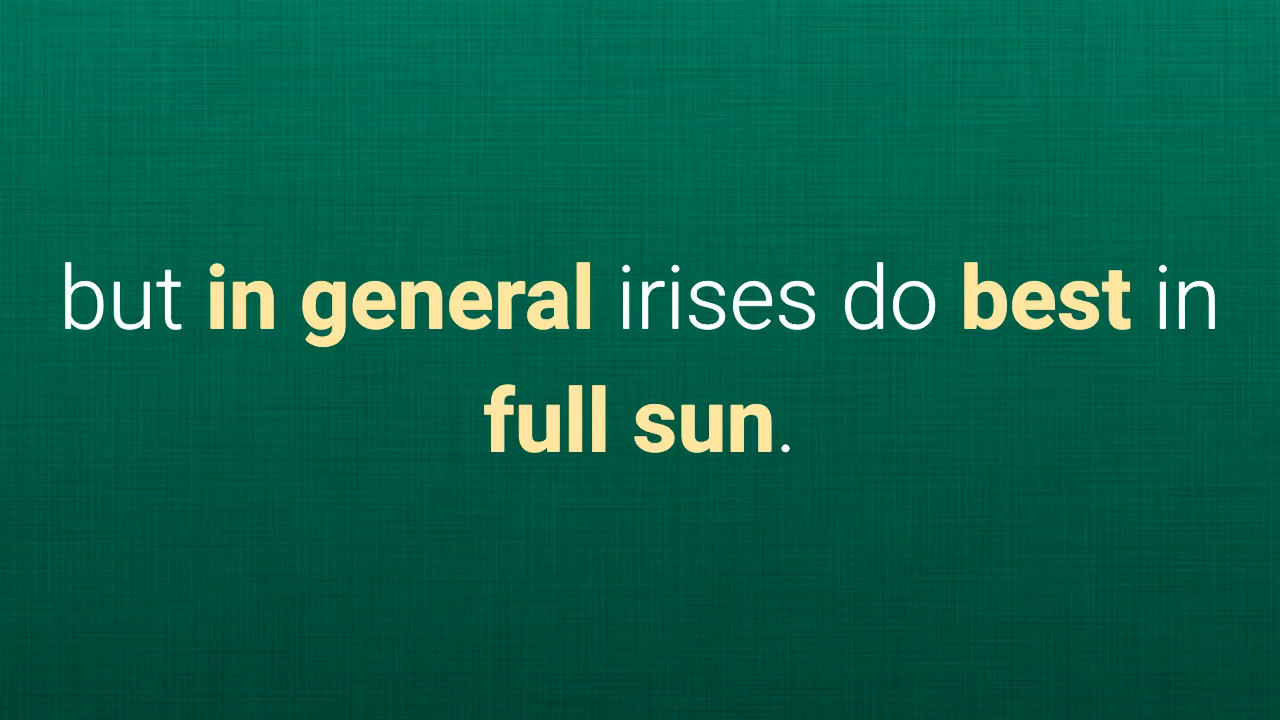 but in general irises do best in
full sun.